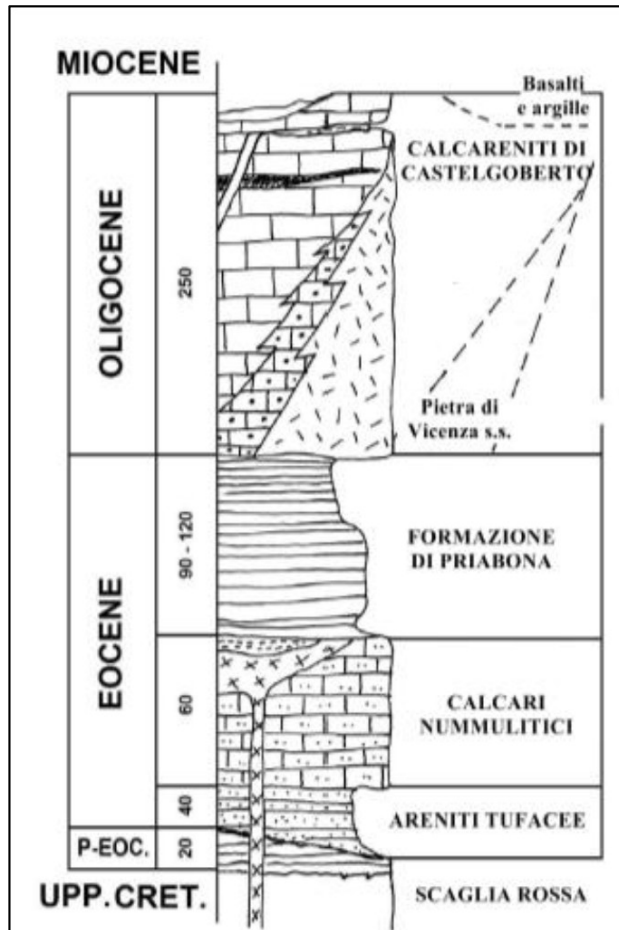 MIOCENE
Basalti
e argille
CALCARENITI DI
CASTELGOBERTO
OLIGOCENE
250
Pietra di
Vicenza s.s.
EOCENE
90 - 120
FORMAZIONE
DI PRIABONA
60
CALCARI
NUMMULITICI
40
ARENITI TUFACEE
P-EOC.
20
UPP.CRET.
SCAGLIA ROSSA